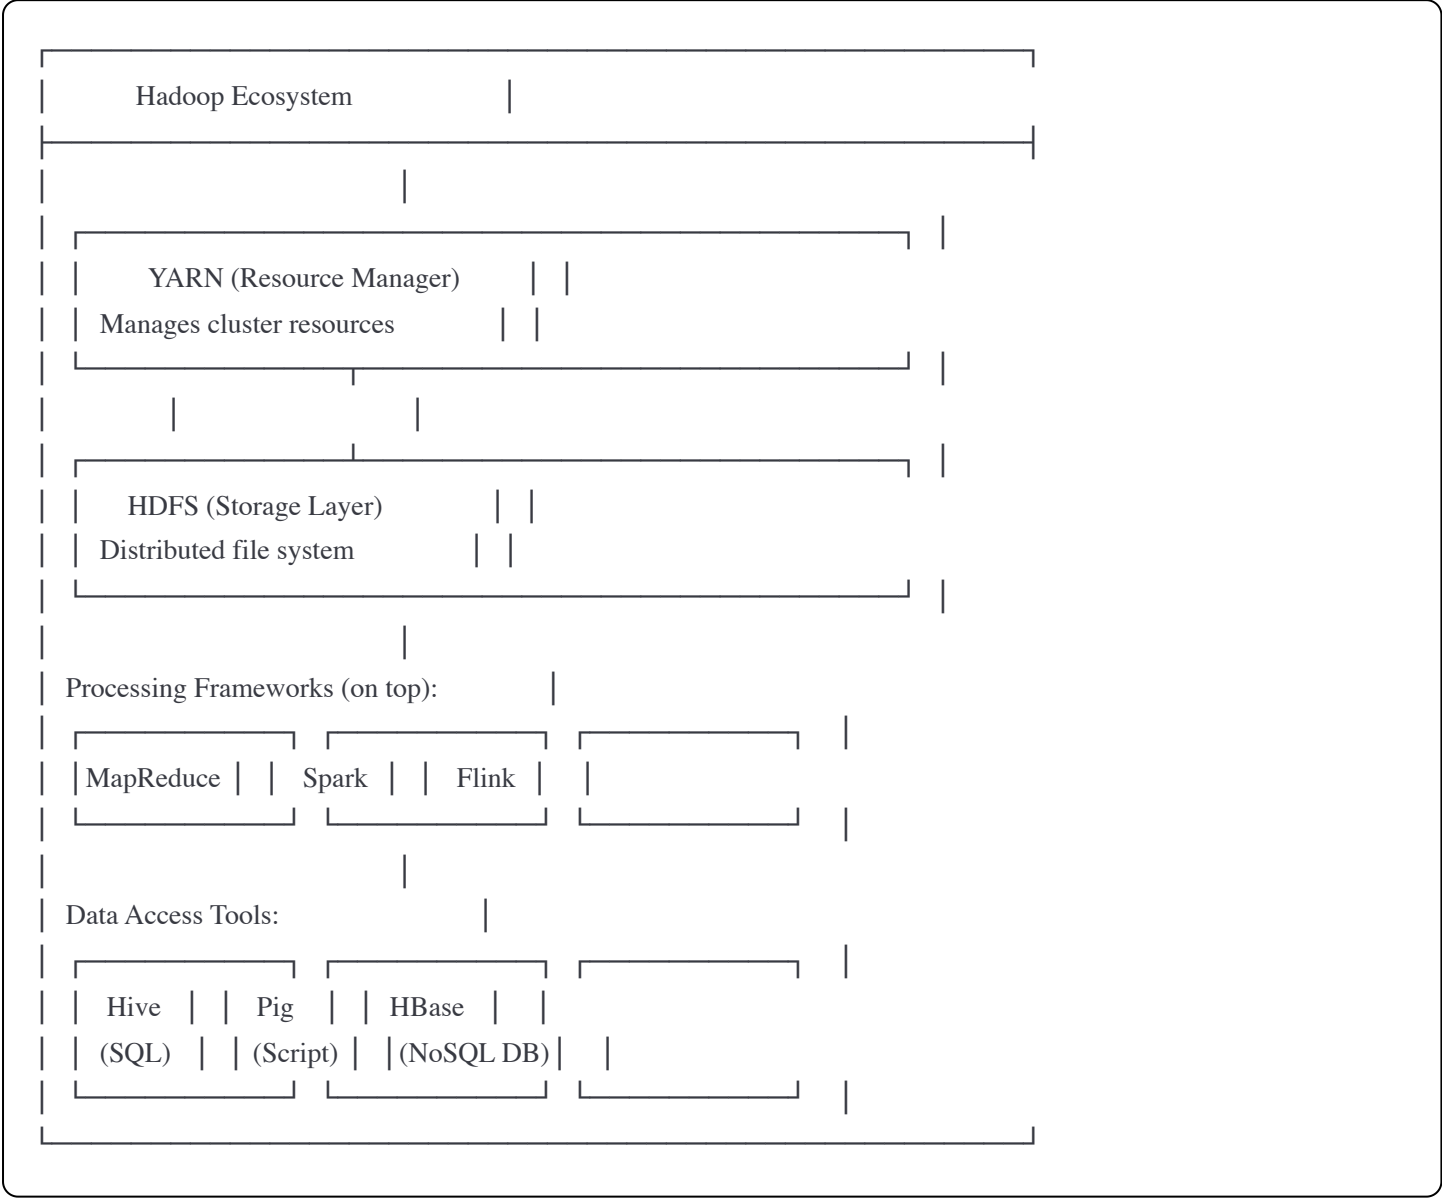 Hadoop Ecosystem
YARN (Resource Manager)
Manages cluster resources
HDFS (Storage Layer)
Distributed file system
Processing Frameworks (on top):
MapReduce Spark Flink
Data Access Tools:
Hive Pig HBase
(SQL) (Script) (NoSQL DB)